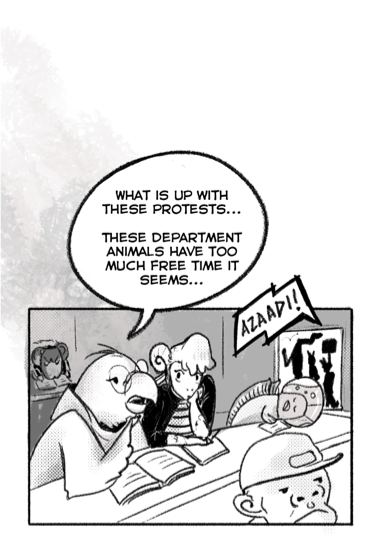 WHAT IS UP WITH
THESE PROTESTS...
THESE DEPARTMENT
ANIMALS HAVE TOO
MUCH FREE TIME IT
SEEMS...
AZAADI!!